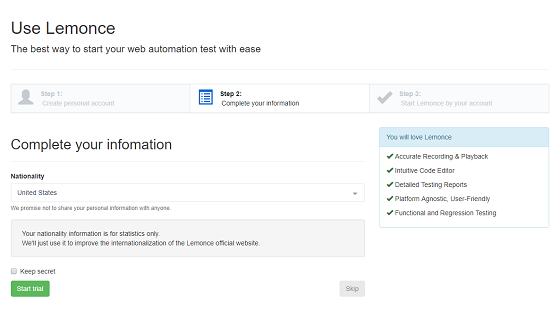 Use Lemonce
The best way to start your web automation test with ease
Step 1:
Create personal account
Step 2:
Complete your information
Step 3:
Start Lemonce by your account
Complete your infomation
Nationality
United States
We promise not to share your personal information with anyone.
Your nationality information is for statistics only.
We'll just use it to improve the internationalization of the Lemonce official website.
Keep secret
Start trial
Skip
You will love Lemonce
Accurate Recording & Playback
Intuitive Code Editor
Detailed Testing Reports
Platform Agnostic, User-Friendly
Functional and Regression Testing